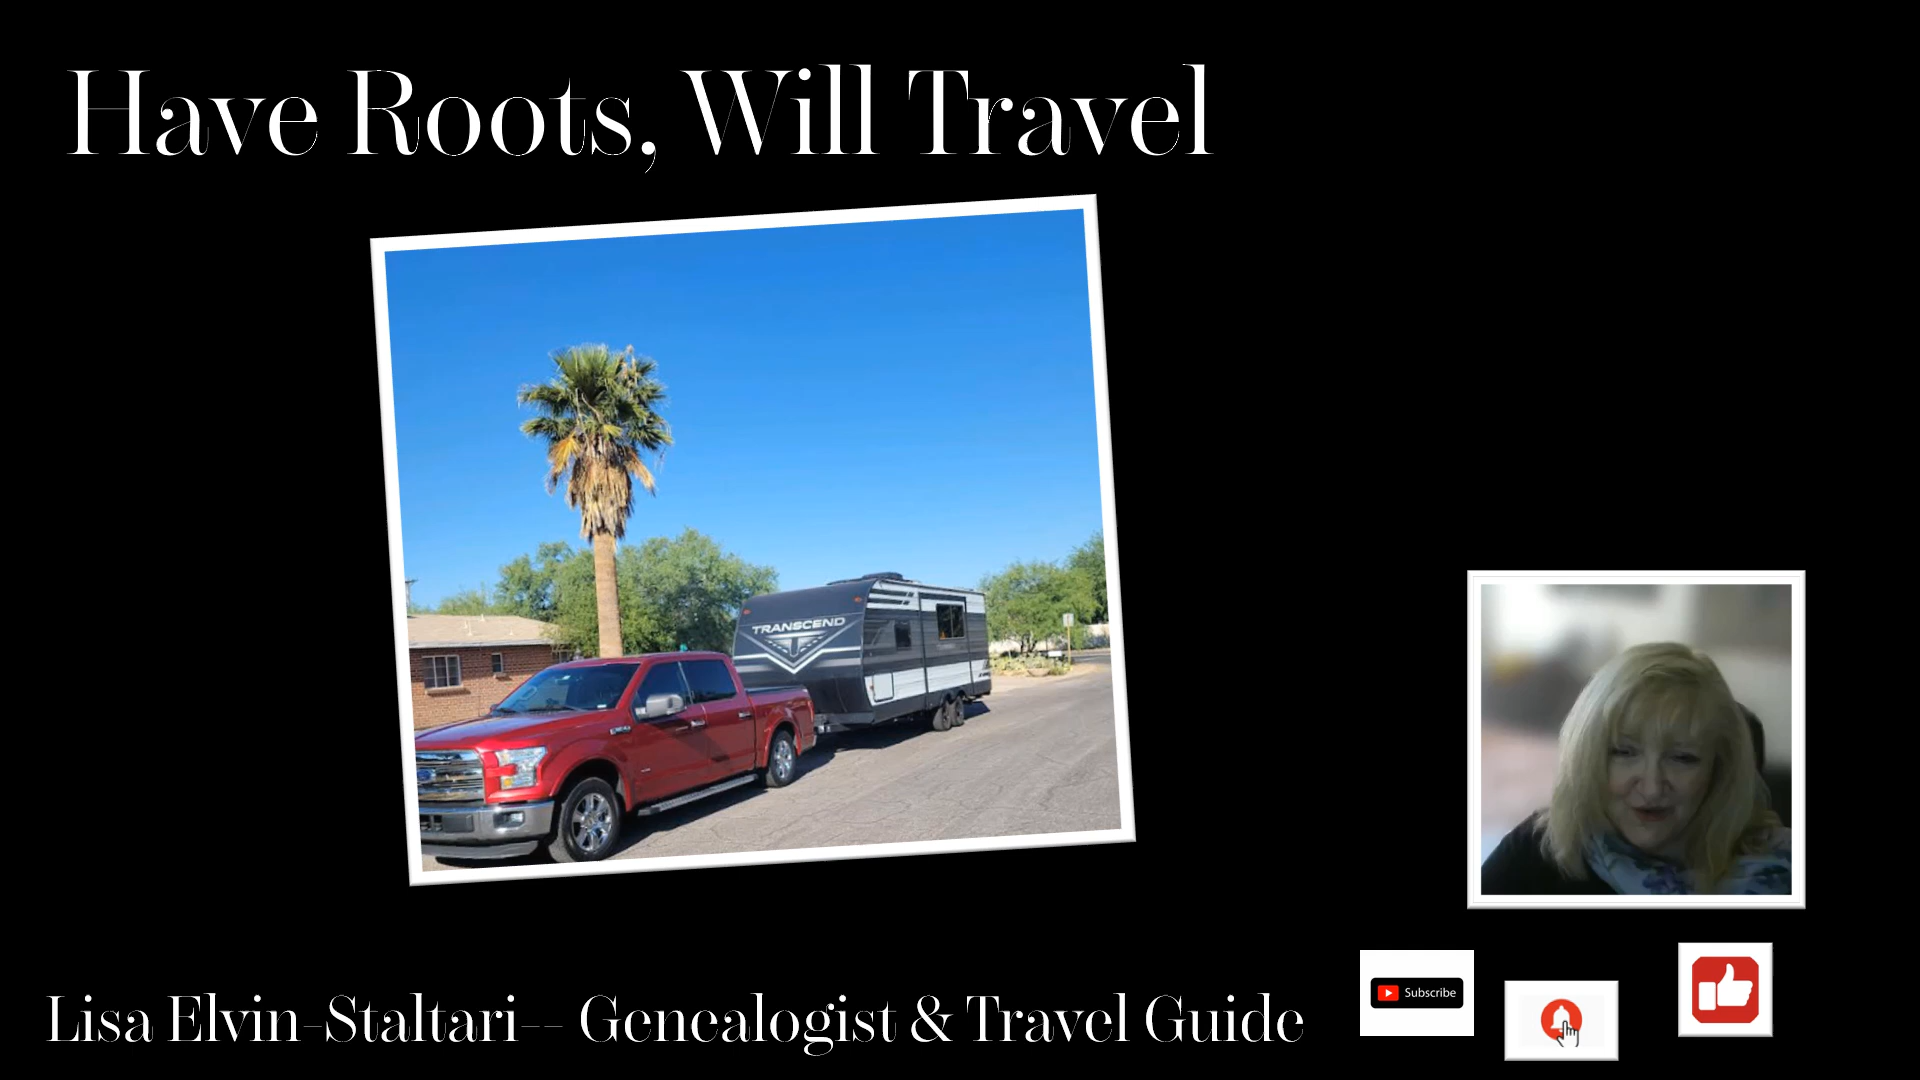 Have Roots, Will Travel
TRANSCEND
Subscribe
Lisa Elvin-Staltari-- Genealogist & Travel Guide